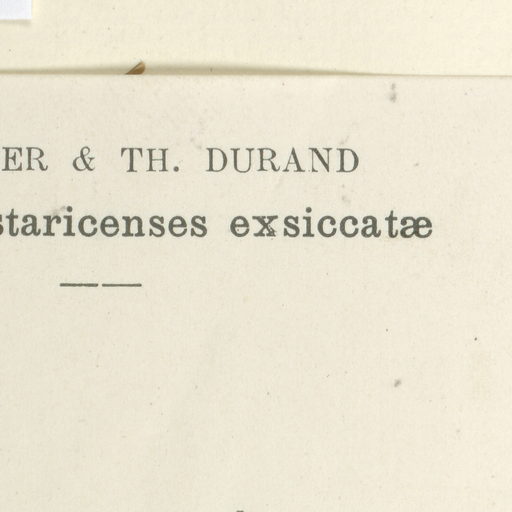 ER & TH. DURAND
staricenses exsiccatæ